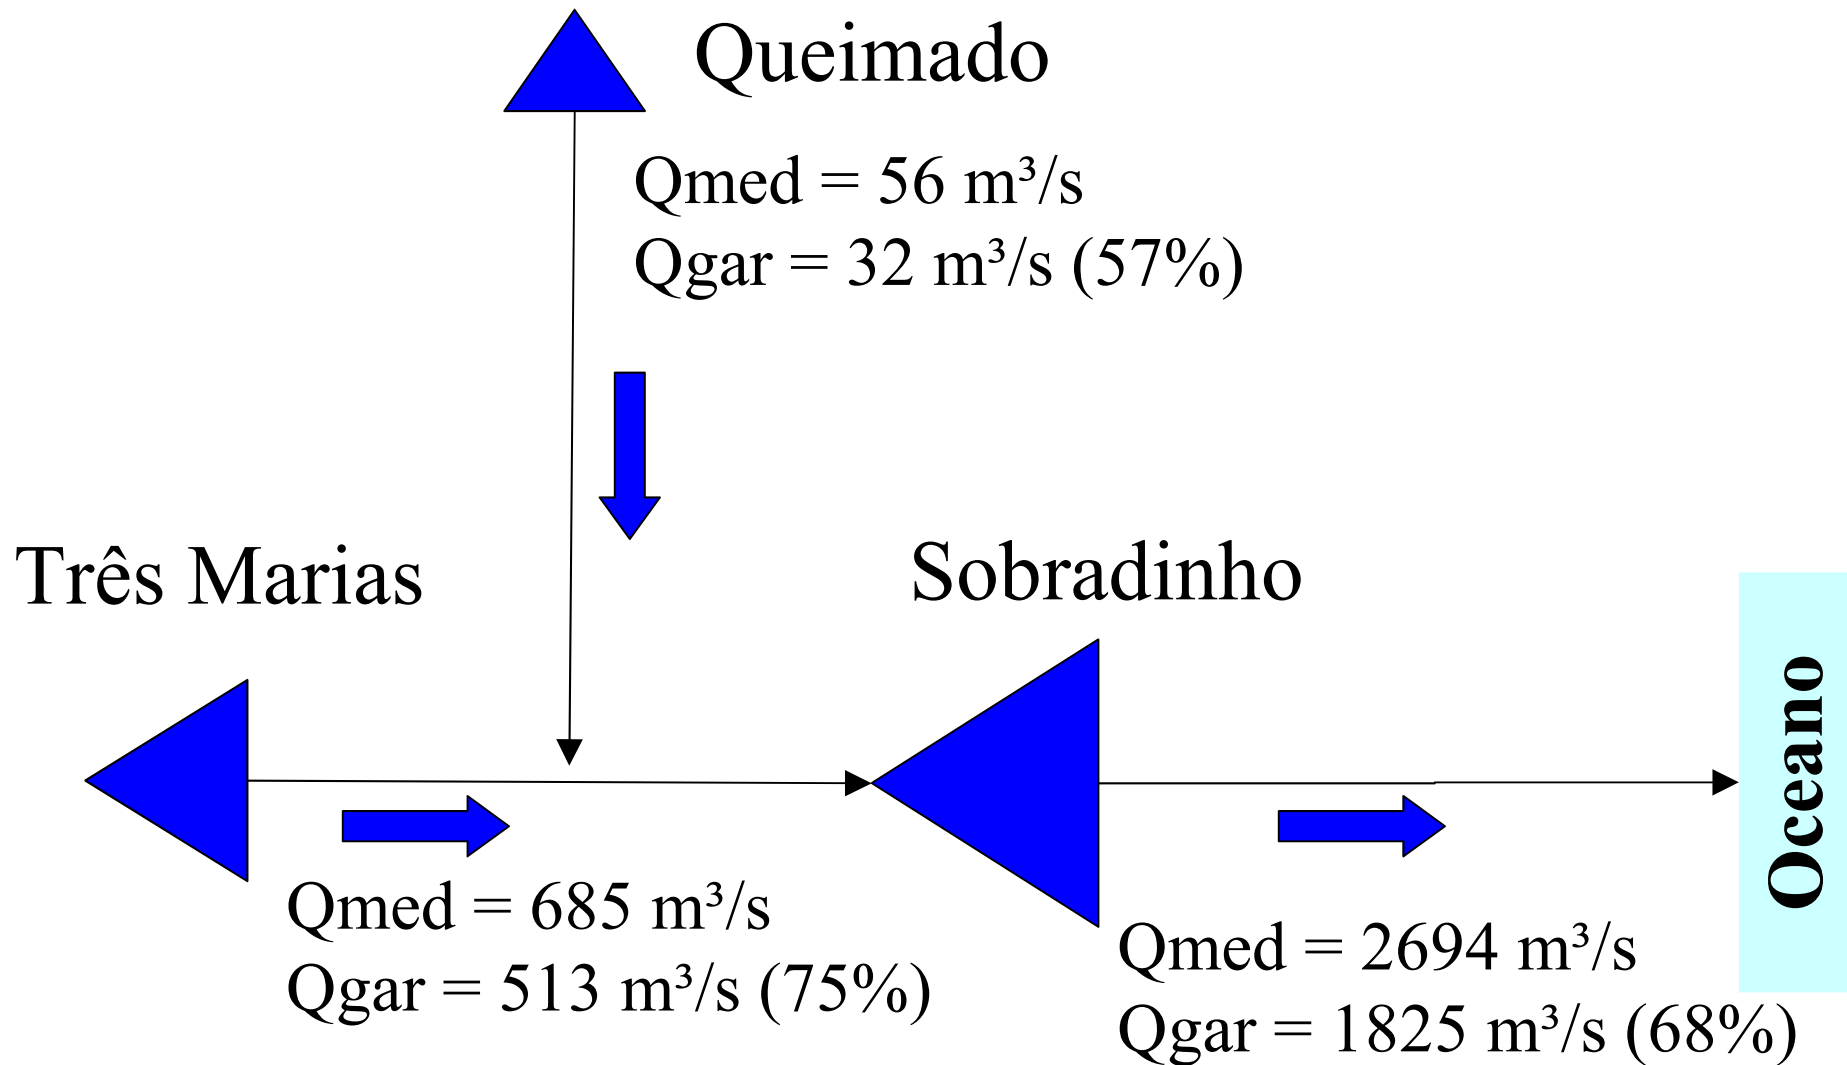 Queimado
Qmed = 56 m³/s
Qgar = 32 m³/s (57%)
Três Marias
Sobradinho
Oceano
Qmed = 685 m³/s
Qgar = 513 m³/s (75%)
Qmed = 2694 m³/s
Qgar = 1825 m³/s (68%)